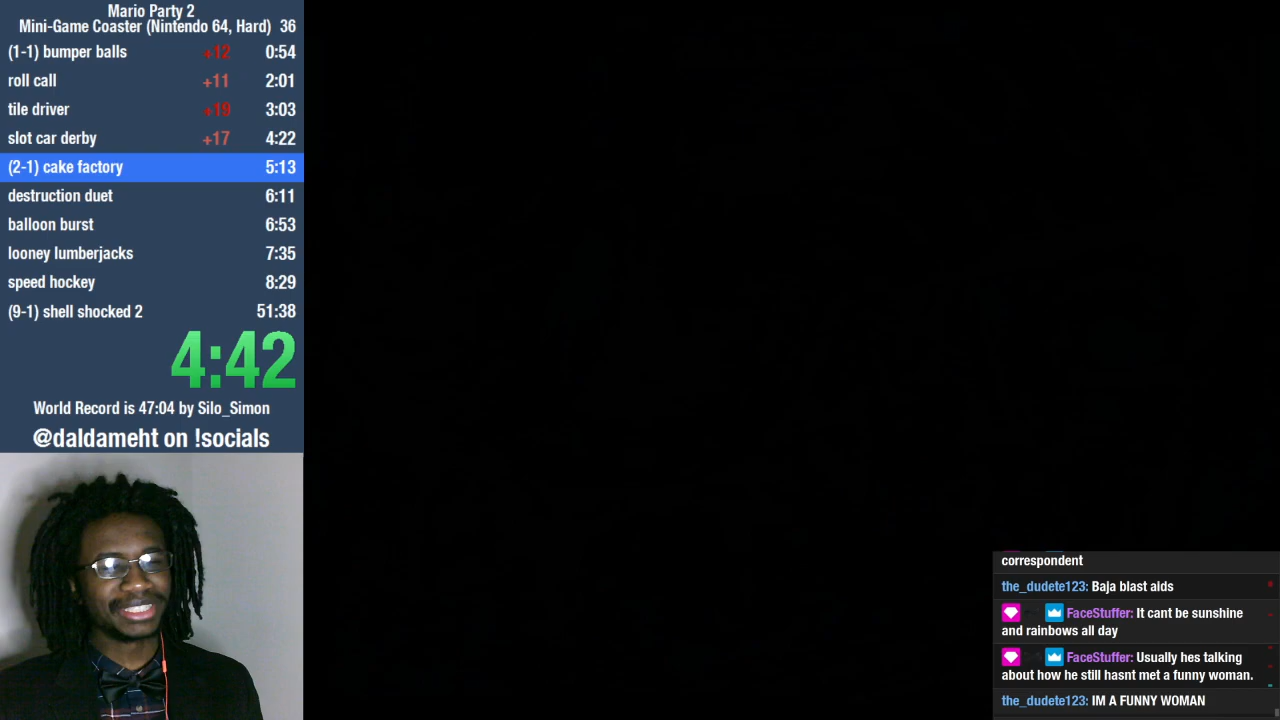 Mario Party 2
Mini-Game Coaster (Nintendo 64, Hard) 36
(1-1) bumper balls +12 0:54
roll call +11 2:01
tile driver +19 3:03
slot car derby +17 4:22
(2-1) cake factory 5:13
destruction duet 6:11
balloon burst 6:53
looney lumberjacks 7:35
speed hockey 8:29
(9-1) shell shocked 2 51:38
4:42
World Record is 47:04 by Silo_Simon
@daldameht on !socials
correspondent
the_dudete123: Baja blast aids
FaceStuffer: It cant be sunshine
and rainbows all day
FaceStuffer: Usually hes talking
about how he still hasnt met a funny woman.
the_dudete123: IM A FUNNY WOMAN